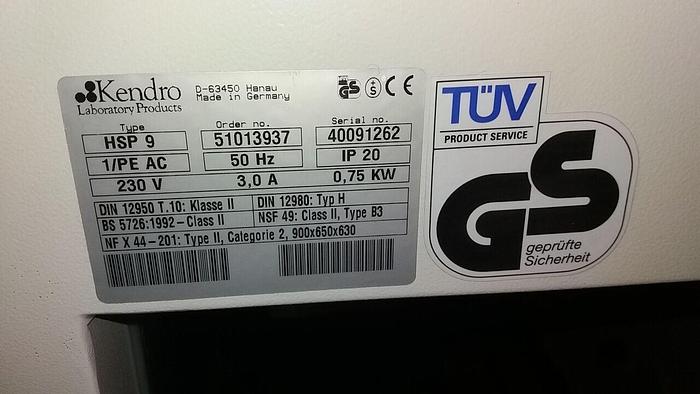 Kendro
Laboratory Products
D-63450 Hanau
Made in Germany
GS
S
CE
Type
Order no.
Serial no.
HSP 9
51013937
40091262
1/PE AC
50 Hz
IP 20
230 V
3,0 A
0,75 KW
DIN 12950 T.10: Klasse II
DIN 12980: Typ H
BS 5726:1992-Class II
NSF 49: Class II, Type B3
NF X 44-201: Type II, Categorie 2, 900x650x630
TÜV
PRODUCT SERVICE
GS
geprüfte
Sicherheit